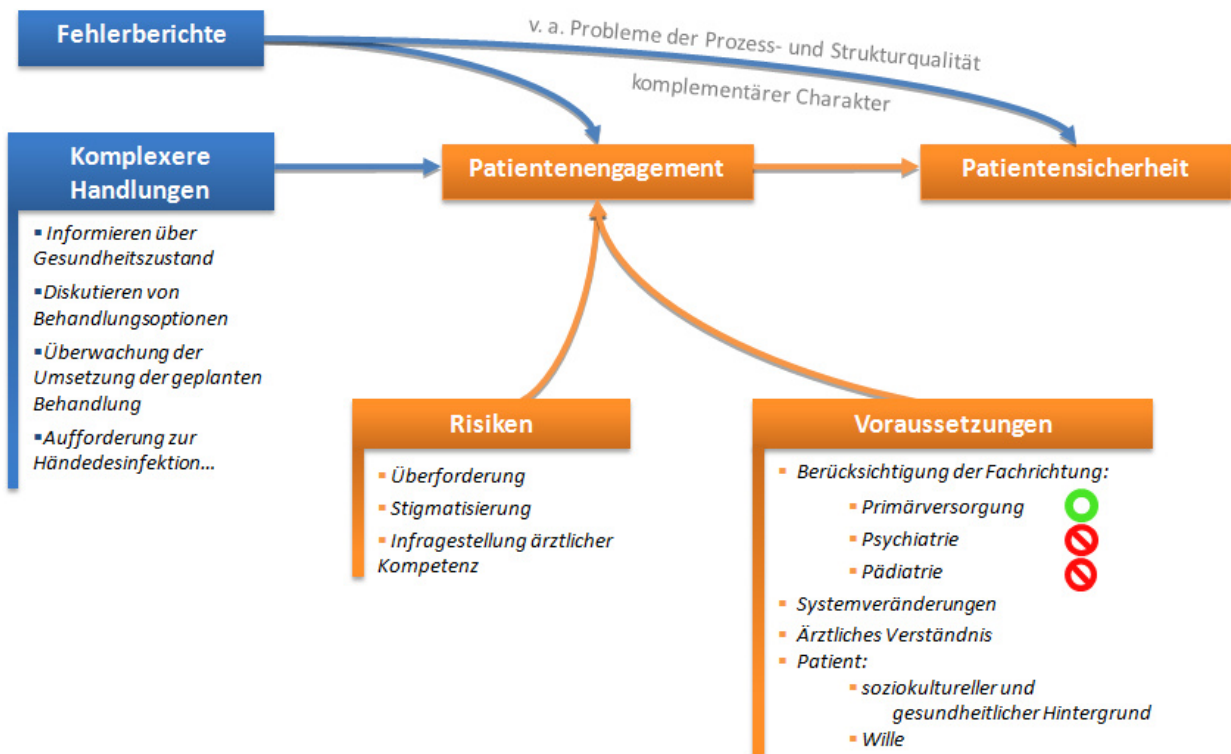 Fehlerberichte
v. a. Probleme der Prozess- und Strukturqualität
komplementärer Charakter
Komplexere
Handlungen
Patientenengagement
Patientensicherheit
▪ Informieren über
Gesundheitszustand
▪Diskutieren von
Behandlungsoptionen
▪Überwachung der
Umsetzung der geplanten
Behandlung
▪Aufforderung zur
Händedesinfektion...
Risiken
▪ Überforderung
▪ Stigmatisierung
▪ Infragestellung ärztlicher
Kompetenz
Voraussetzungen
▪ Berücksichtigung der Fachrichtung:
▪ Primärversorgung
▪ Psychiatrie
▪ Pädiatrie
▪ Systemveränderungen
▪ Ärztliches Verständnis
▪ Patient:
▪ soziokultureller und
gesundheitlicher Hintergrund
▪ Wille